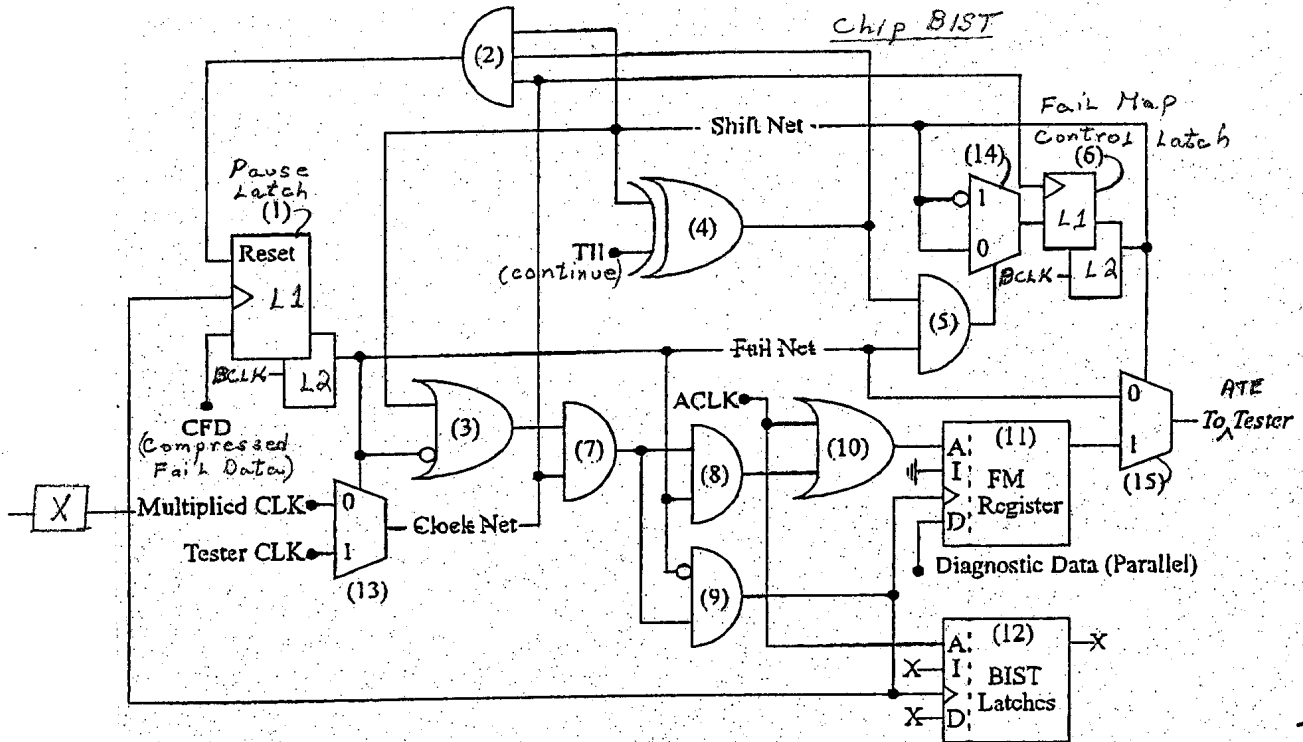 Chip BIST
(2)
Shift Net
Fail Map
Control Latch
(14)
(6)
Pause
Latch
(1)
Reset
L1
(4)
TII
(continue)
1
0
L1
BCLK
L2
(5)
Fail Net
BCLK
L2
CFD
(Compressed
Fail Data)
(3)
(7)
ACLK
(8)
(10)
A
I
D
(11)
FM
Register
0
1
(15)
ATE
To Tester
X
Multiplied CLK
0
Clock Net
Tester CLK
1
(13)
(9)
Diagnostic Data (Parallel)
A
X
I
X
D
(12)
BIST
Latches
X